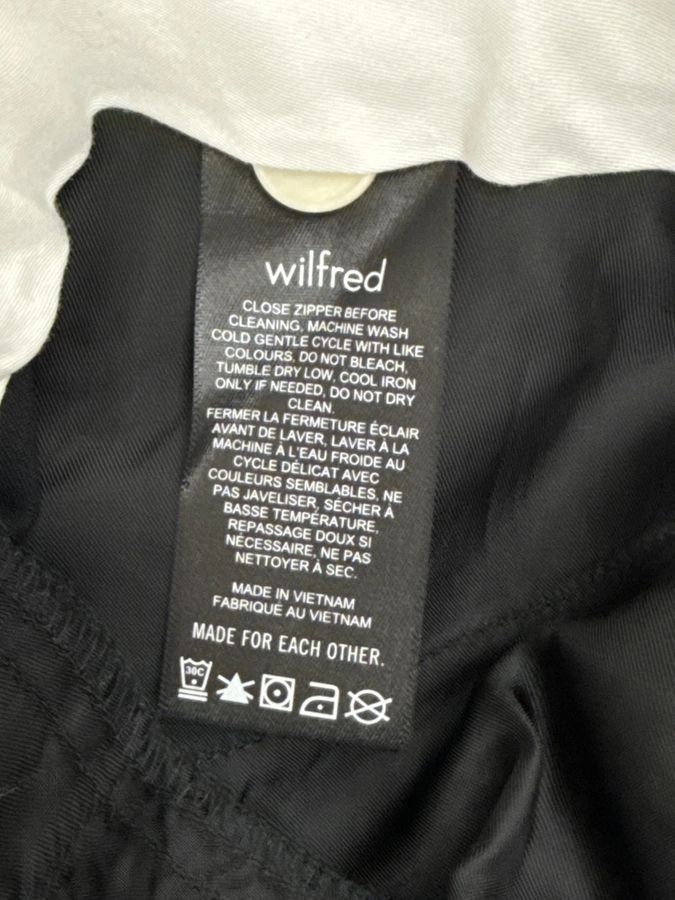 wilfred
CLOSE ZIPPER BEFORE
CLEANING, MACHINE WASH
COLD GENTLE CYCLE WITH LIKE
COLOURS, DO NOT BLEACH,
TUMBLE DRY LOW, COOL IRON
ONLY IF NEEDED, DO NOT DRY
CLEAN.
FERMER LA FERMETURE ÉCLAIR
AVANT DE LAVER, LAVER À LA
MACHINE À L'EAU FROIDE AU
CYCLE DÉLICAT AVEC
COULEURS SEMBLABLES, NE
PAS JAVELISER, SÉCHER À
BASSE TEMPÉRATURE,
REPASSAGE DOUX SI
NÉCESSAIRE, NE PAS
NETTOYER À SEC.
MADE IN VIETNAM
FABRIQUÉ AU VIETNAM
MADE FOR EACH OTHER.
30C